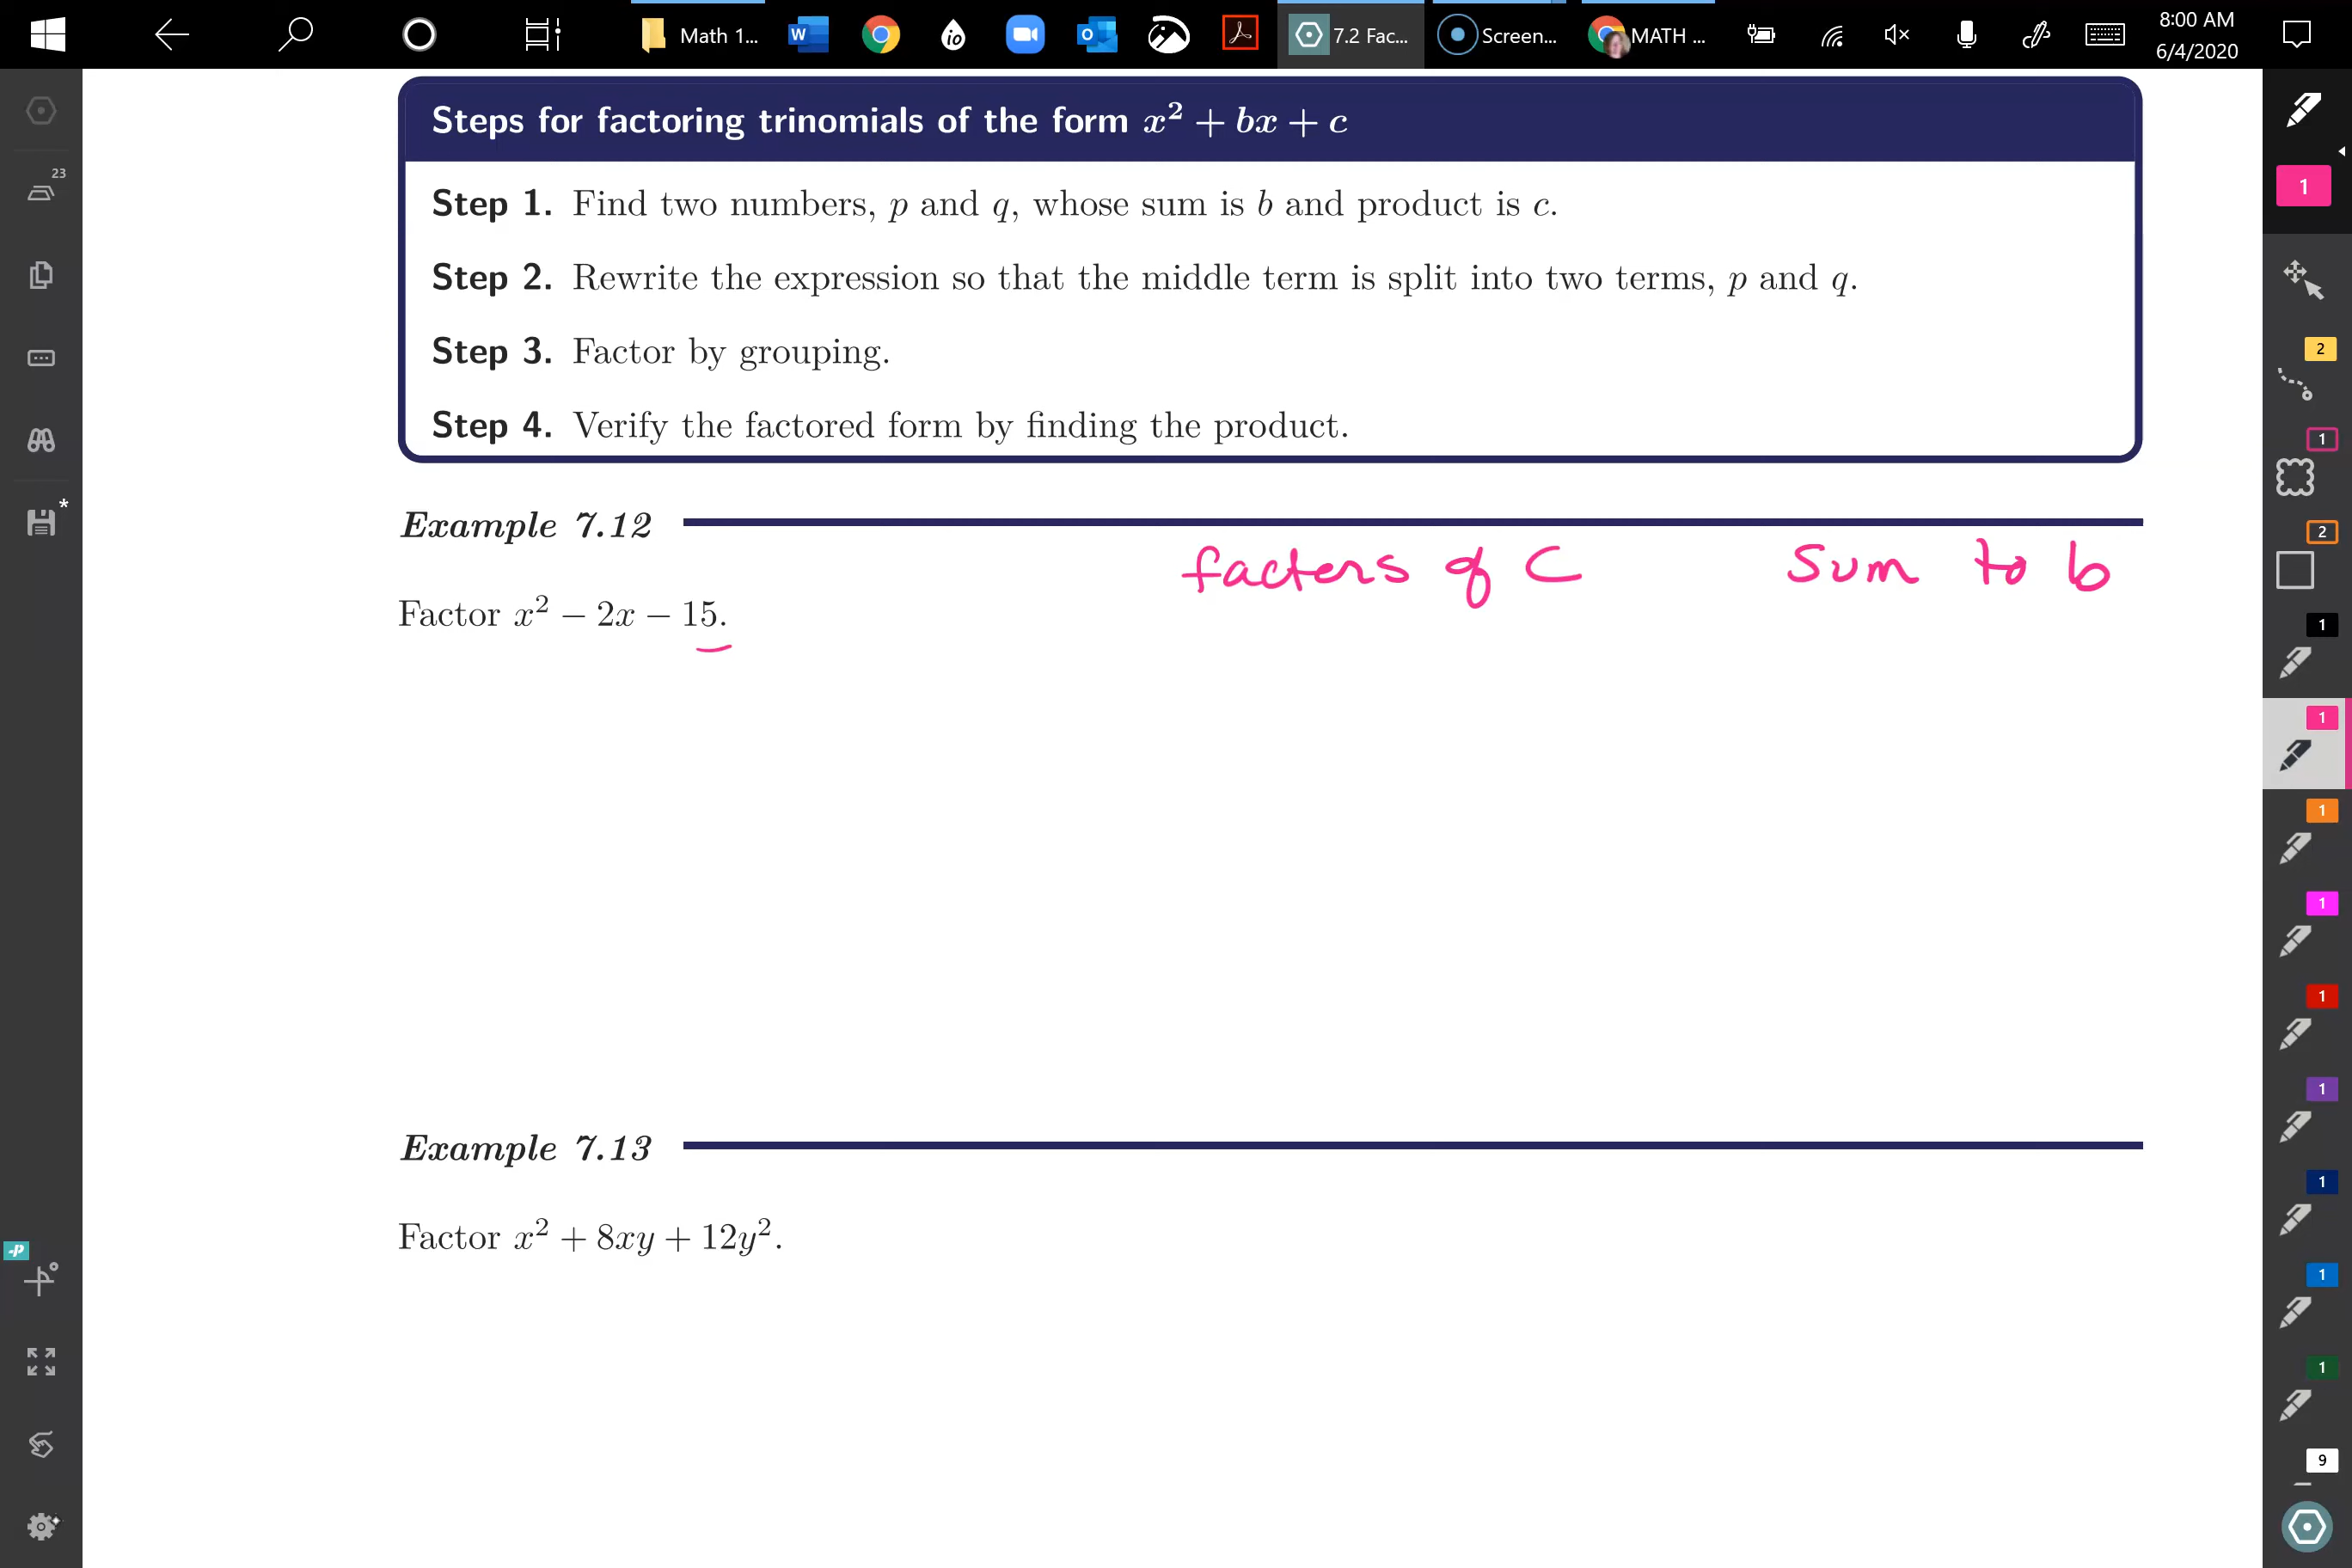 Math 1...
7.2 Fac...
Screen...
MATH ...
8:00 AM
6/4/2020
23
Steps for factoring trinomials of the form x² + bx + c
Step 1. Find two numbers, p and q, whose sum is b and product is c.
Step 2. Rewrite the expression so that the middle term is split into two terms, p and q.
Step 3. Factor by grouping.
Step 4. Verify the factored form by finding the product.
Example 7.12
factors of C
Sum to b
Factor x² − 2x − 15.
Example 7.13
Factor x² + 8xy + 12y².
1
2
1
2
1
1
1
1
1
1
1
1
1
9